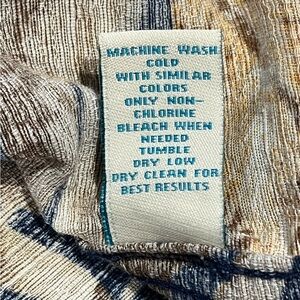 MACHINE WASH
COLD
WITH SIMILAR
COLORS
ONLY NON-
CHLORINE
BLEACH WHEN
NEEDED
TUMBLE
DRY LOW
DRY CLEAN FOR
BEST RESULTS